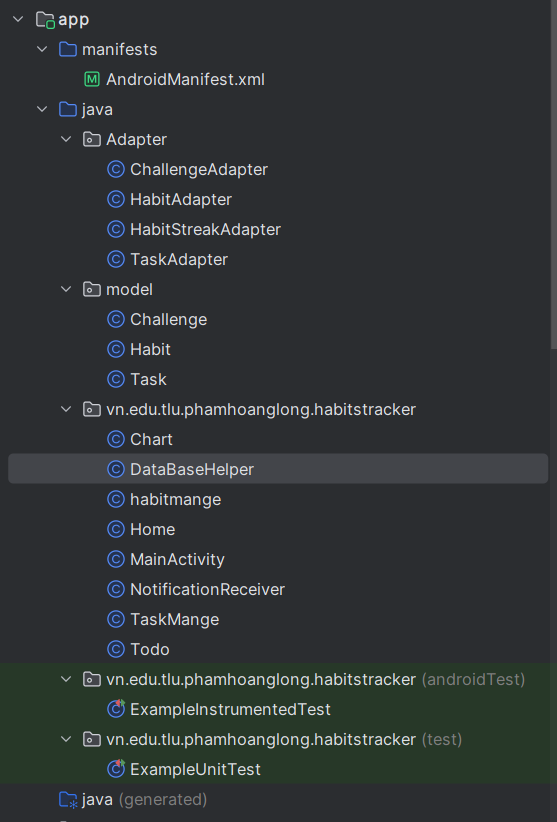 app
manifests
M AndroidManifest.xml
java
Adapter
C ChallengeAdapter
C HabitAdapter
C HabitStreakAdapter
C TaskAdapter
model
C Challenge
C Habit
C Task
vn.edu.tlu.phamhoanglong.habitstracker
C Chart
C DataBaseHelper
C habitmange
C Home
C MainActivity
C NotificationReceiver
C TaskMange
C Todo
vn.edu.tlu.phamhoanglong.habitstracker (androidTest)
C ExampleInstrumentedTest
vn.edu.tlu.phamhoanglong.habitstracker (test)
C ExampleUnitTest
java (generated)